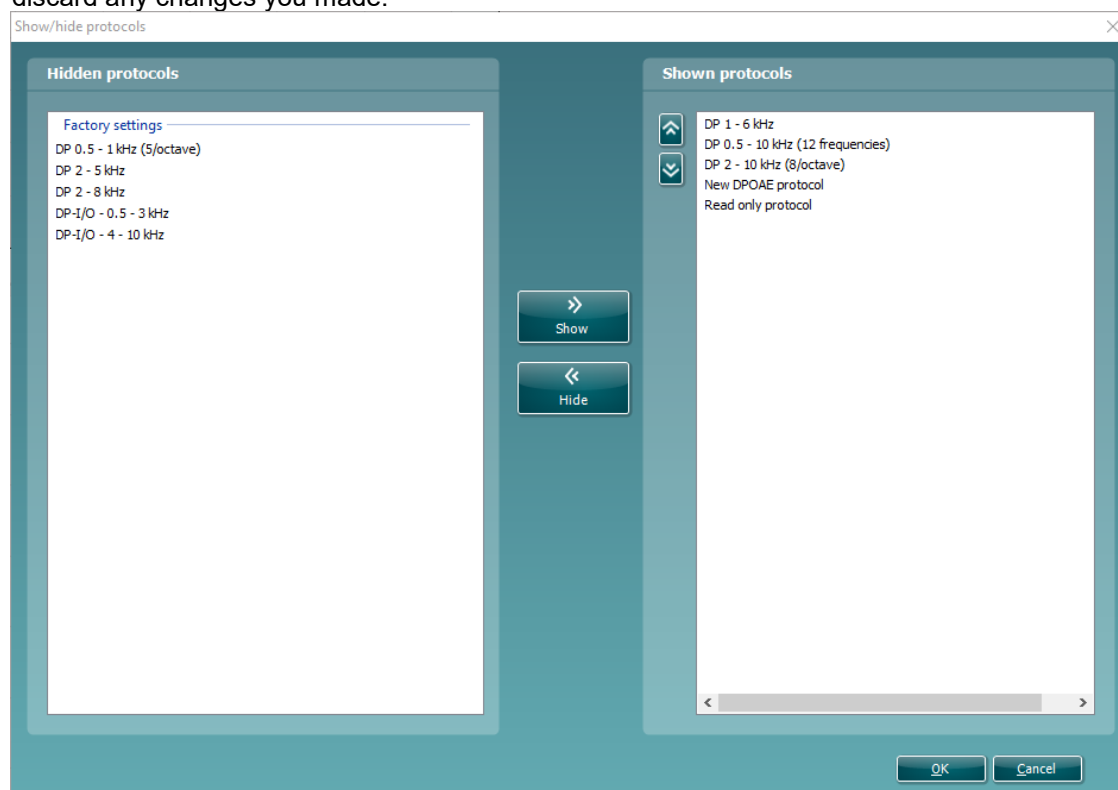 discard any changes you made.
Show/hide protocols
Hidden protocols
Factory settings
DP 0.5 - 1 kHz (5/octave)
DP 2 - 5 kHz
DP 2 - 8 kHz
DP-I/O - 0.5 - 3 kHz
DP-I/O - 4 - 10 kHz
Show
Hide
Shown protocols
DP 1 - 6 kHz
DP 0.5 - 10 kHz (12 frequencies)
DP 2 - 10 kHz (8/octave)
New DPOAE protocol
Read only protocol
OK
Cancel